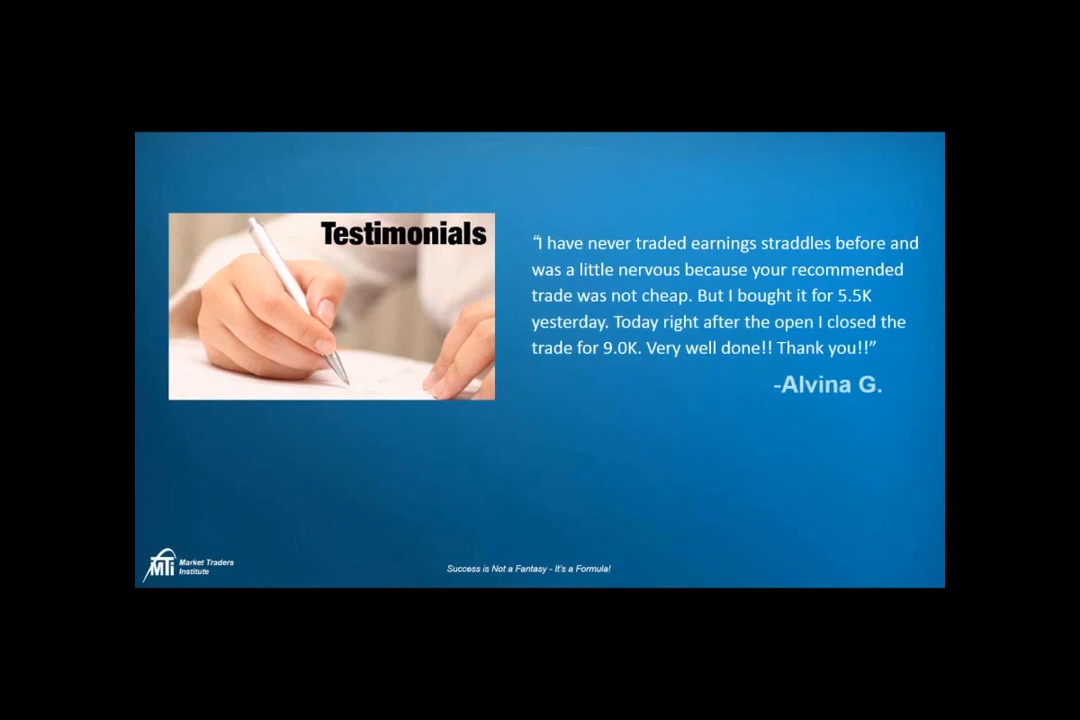 Testimonials
“I have never traded earnings straddles before and
was a little nervous because your recommended
trade was not cheap. But I bought it for 5.5K
yesterday. Today right after the open I closed the
trade for 9.0K. Very well done!! Thank you!!”
-Alvina G.
MTI Market Traders
Institute
Success is Not a Fantasy - It's a Formula!